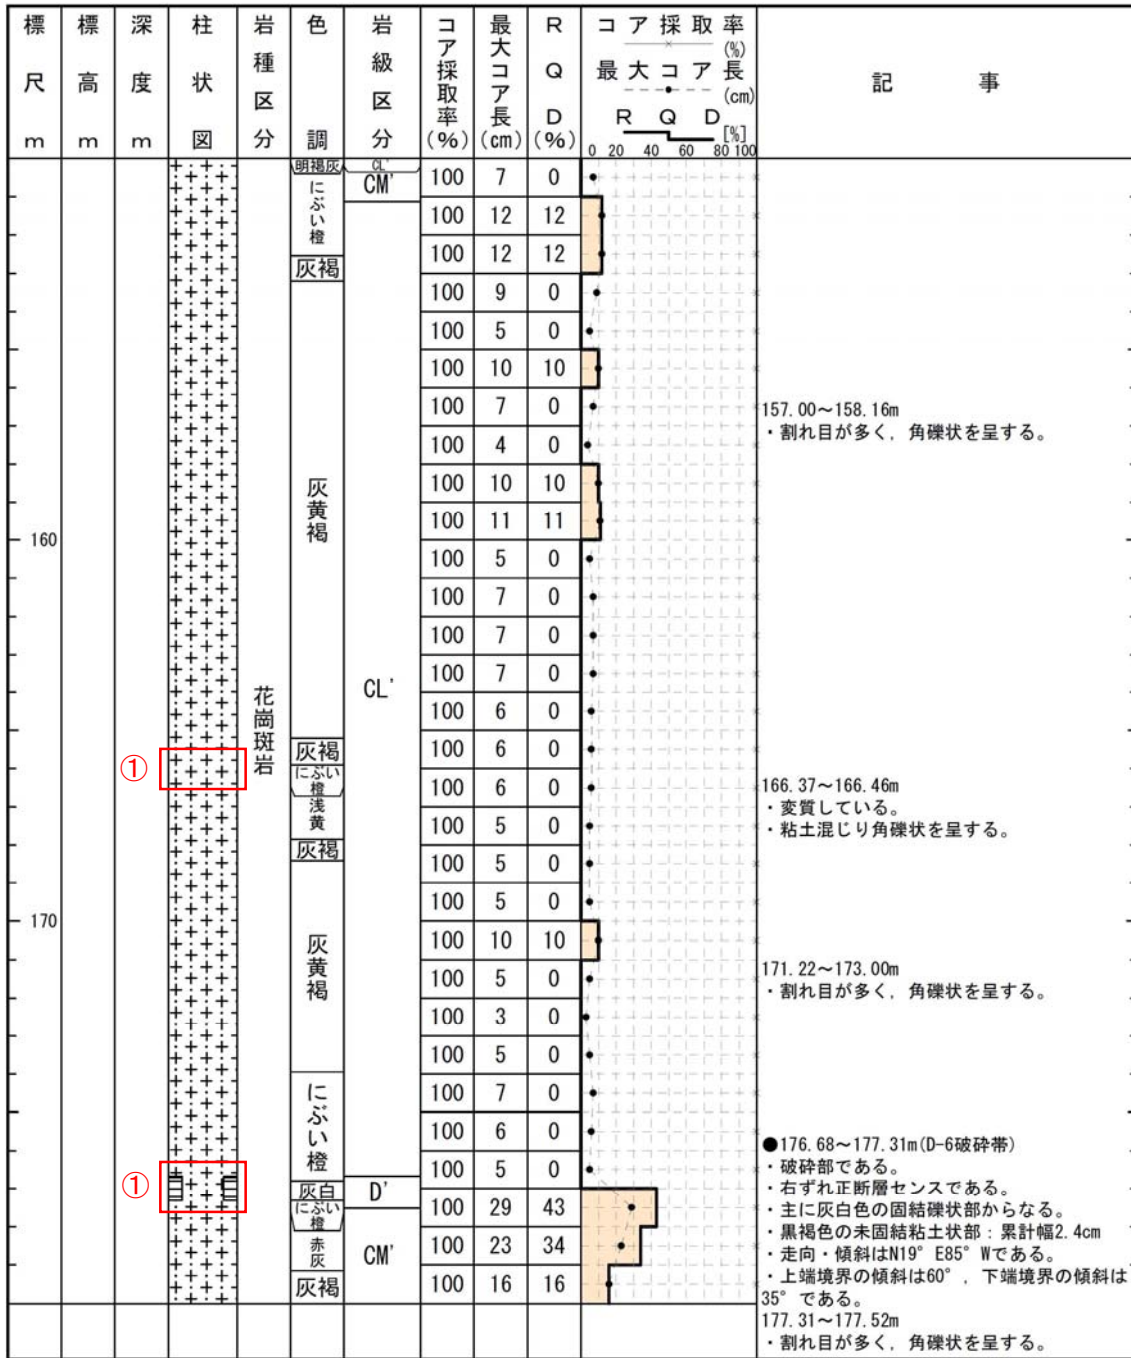 標尺m
標高m
深度m
柱状図
岩種区分
色調
岩級区分
コア採取率(%)
最大コア長(cm)
RQD(%)
コア採取率(%)
最大コア長(cm)
RQD[%]
0 20 40 60 80 100
記事
明褐灰 CL'
にぶい橙 CM'
100 7 0
100 12 12
100 12 12
灰褐
100 9 0
100 5 0
100 10 10
100 7 0
157.00～158.16m
・割れ目が多く，角礫状を呈する。
100 4 0
100 10 10
灰黄褐
100 11 11
160
100 5 0
100 7 0
100 7 0
100 7 0
花崗斑岩
CL'
100 6 0
灰褐
100 6 0
①
にぶい橙
100 6 0
166.37～166.46m
・変質している。
・粘土混じり角礫状を呈する。
浅黄
100 5 0
灰褐
100 5 0
100 5 0
170
100 10 10
灰黄褐
100 5 0
171.22～173.00m
・割れ目が多く，角礫状を呈する。
100 3 0
100 5 0
100 7 0
にぶい橙
100 6 0
100 5 0
①
灰白 D'
100 29 43
にぶい橙
赤灰 CM'
100 23 34
灰褐
100 16 16
●176.68～177.31m(D-6破砕帯)
・破砕部である。
・右ずれ正断層センスである。
・主に灰白色の固結礫状部からなる。
・黒褐色の未固結粘土状部：累計幅2.4cm
・走向・傾斜はN19°E85°Wである。
・上端境界の傾斜は60°，下端境界の傾斜は
35°である。
177.31～177.52m
・割れ目が多く，角礫状を呈する。